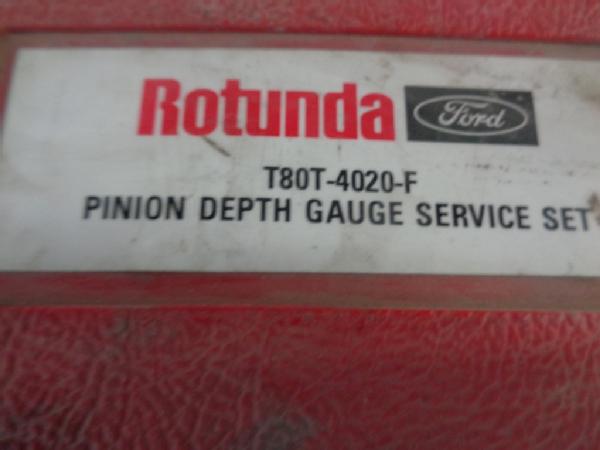 Rotunda Ford
T80T-4020-F
PINION DEPTH GAUGE SERVICE SET